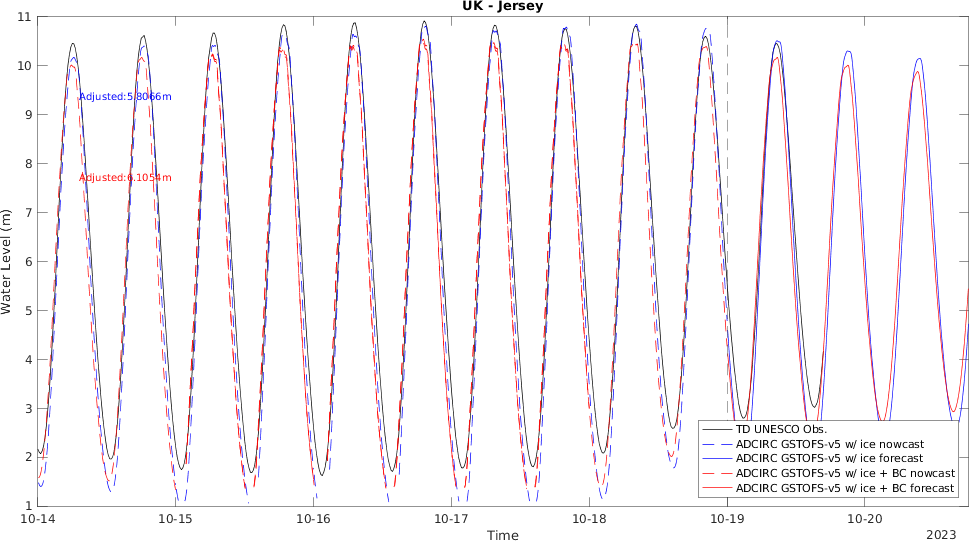 UK - Jersey
11
10
9
8
7
6
5
4
3
2
1
Water Level (m)
Adjusted:5.8066m
Adjusted:6.1054m
TD UNESCO Obs.
ADCIRC GSTOFS-v5 w/ ice nowcast
ADCIRC GSTOFS-v5 w/ ice forecast
ADCIRC GSTOFS-v5 w/ ice + BC nowcast
ADCIRC GSTOFS-v5 w/ ice + BC forecast
10-14 10-15 10-16 10-17 10-18 10-19 10-20
Time
2023